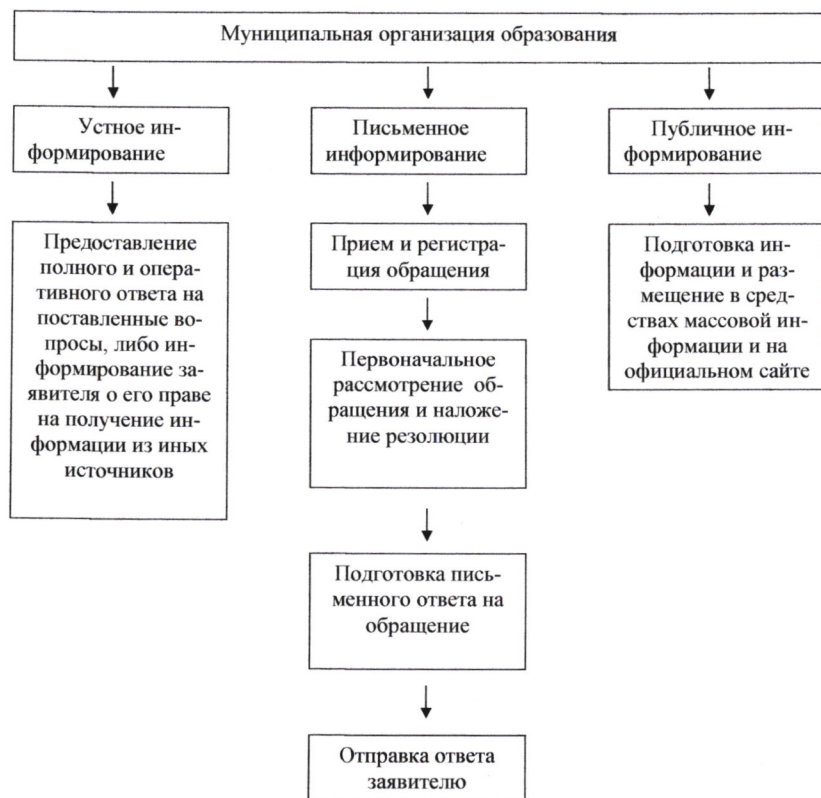 Муниципальная организация образования
Устное ин-
формирование
Предоставление
полного и опера-
тивного ответа на
поставленные во-
просы, либо ин-
формирование за-
явителя о его праве
на получение ин-
формации из иных
источников
Письменное
информирование
Прием и регистра-
ция обращения
Первоначальное
рассмотрение об-
ращения и наложе-
ние резолюции
Подготовка пись-
менного ответа на
обращение
Отправка ответа
заявителю
Публичное ин-
формирование
Подготовка ин-
формации и раз-
мещение в сред-
ствах массовой ин-
формации и на
официальном сайте